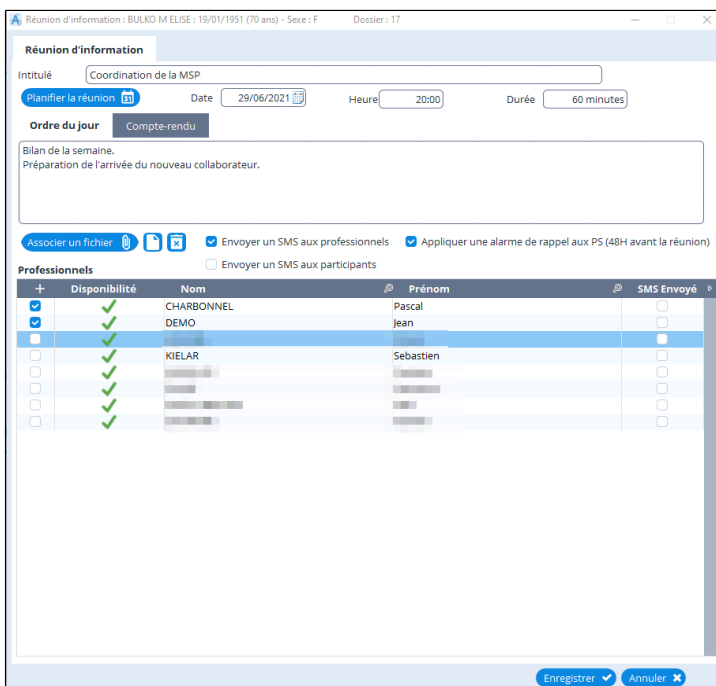 Réunion d'information : BULKO M ELISE : 19/01/1951 (70 ans) - Sexe : F Dossier : 17
Réunion d'information
Intitulé Coordination de la MSP
Planifier la réunion 31 Date 29/06/2021 Heure 20:00 Durée 60 minutes
Ordre du jour Compte-rendu
Bilan de la semaine.
Préparation de l'arrivée du nouveau collaborateur.
Associer un fichier Envoyer un SMS aux professionnels Appliquer une alarme de rappel aux PS (48H avant la réunion)
Envoyer un SMS aux participants
Professionnels
+ Disponibilité Nom Prénom SMS Envoyé
CHARBONNEL Pascal
DEMO Jean
KIELAR Sebastien
Enregistrer Annuler